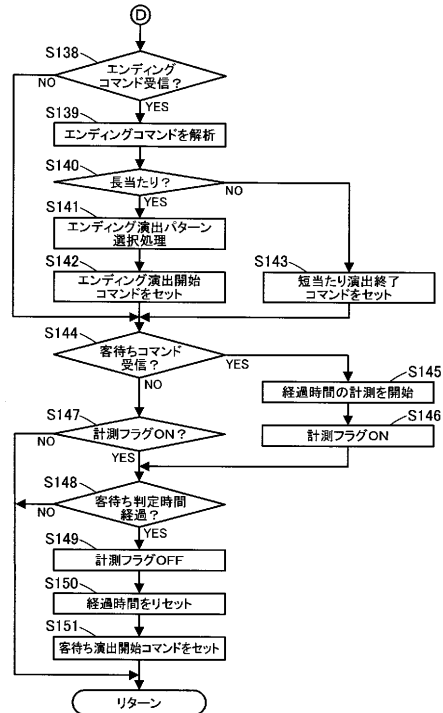 D
S138
エンディング
コマンド受信?
NO
YES
S139
エンディングコマンドを解析
S140
長当たり?
NO
YES
S141
エンディング演出パターン
選択処理
S142
エンディング演出開始
コマンドをセット
S143
短当たり演出終了
コマンドをセット
S144
客待ちコマンド
受信?
YES
NO
S145
経過時間の計測を開始
S146
計測フラグON
S147
計測フラグON?
NO
YES
S148
客待ち判定時間
経過?
NO
YES
S149
計測フラグOFF
S150
経過時間をリセット
S151
客待ち演出開始コマンドをセット
リターン